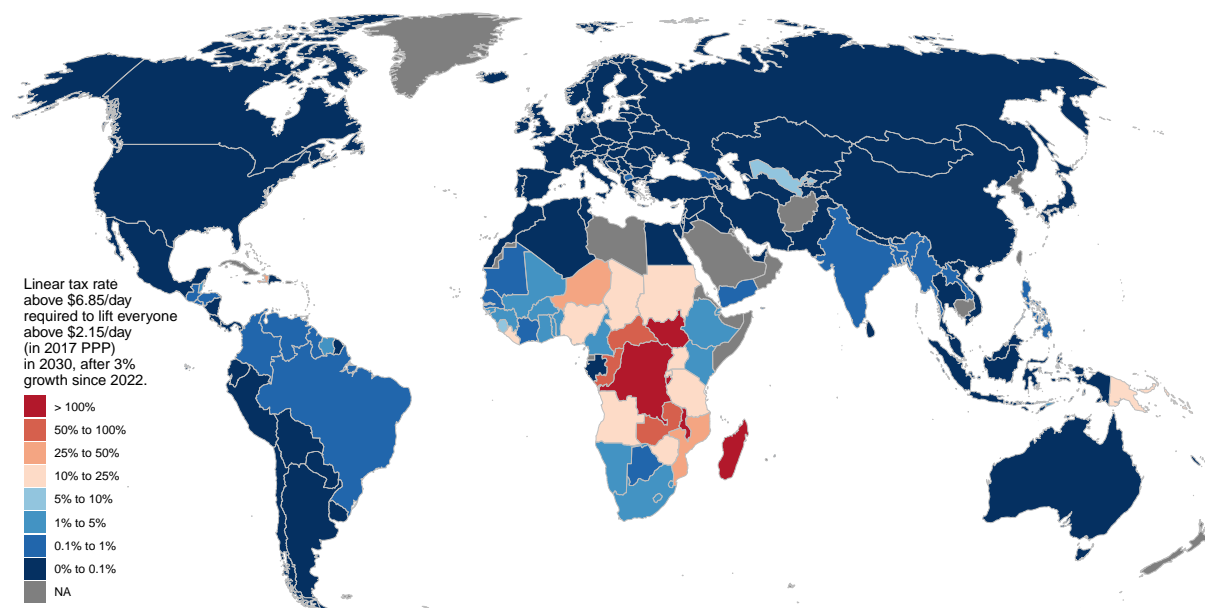 Linear tax rate
above $6.85/day
required to lift everyone
above $2.15/day
(in 2017 PPP)
in 2030, after 3%
growth since 2022.
> 100%
50% to 100%
25% to 50%
10% to 25%
5% to 10%
1% to 5%
0.1% to 1%
0% to 0.1%
NA